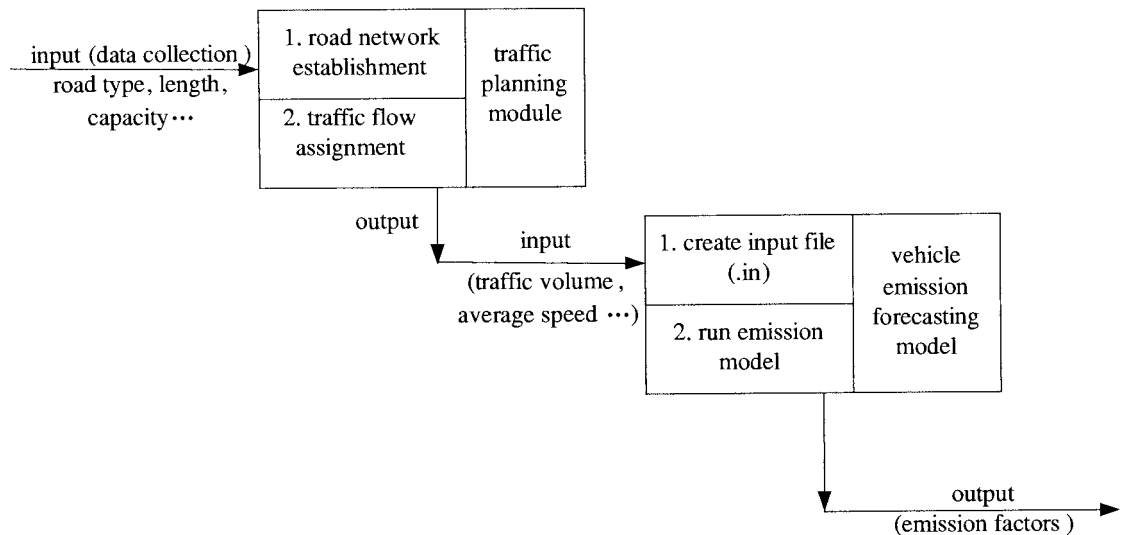 input (data collection )
road type, length,
capacity···
1. road network
establishment
2. traffic flow
assignment
traffic
planning
module
output
input
(traffic volume ,
average speed ···)
1. create input file
(.in)
2. run emission
model
vehicle
emission
forecasting
model
output
(emission factors )